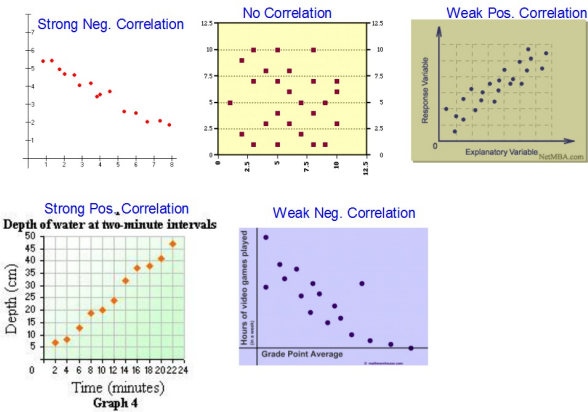 Strong Neg. Correlation
7
6
5
4
3
2
1
1 2 3 4 5 6 7 8
No Correlation
12.5 12.5
10 10
7.5 7.5
5 5
2.5 2.5
0 0
0 2.5 5 7.5 10 12.5
Weak Pos. Correlation
Response Variable
0
Explanatory Variable
NetMBA.com
Strong Pos. Correlation
Depth of water at two-minute intervals
Depth (cm)
50
45
40
35
30
25
20
15
10
5
0 2 4 6 8 10 12 14 16 18 20 22 24
Time (minutes)
Graph 4
Weak Neg. Correlation
Hours of video games played
(in a week)
Grade Point Average